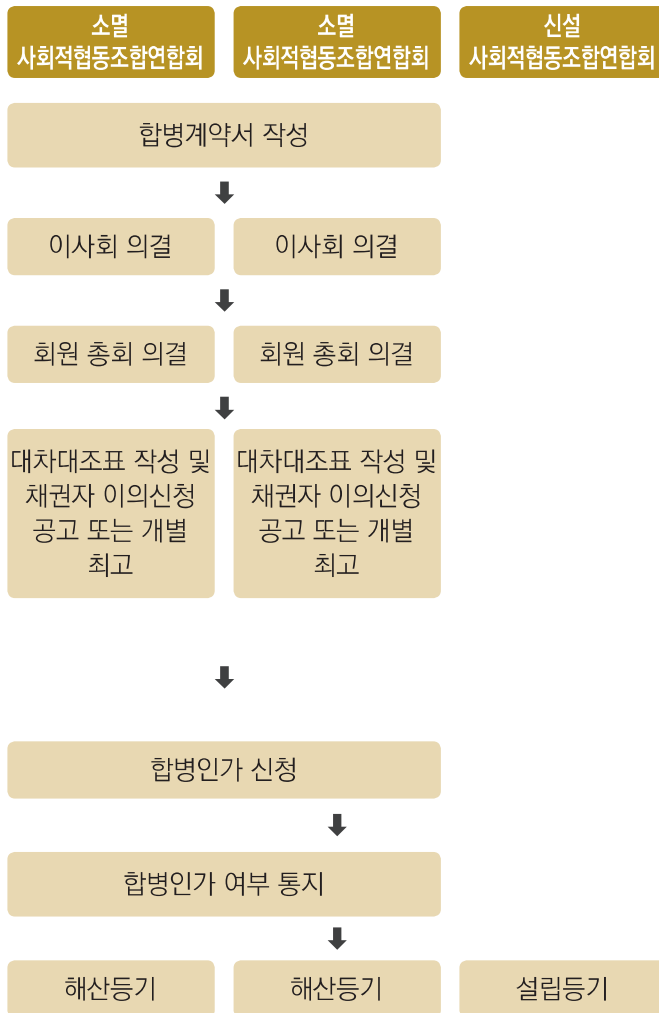 소멸
사회적협동조합연합회
소멸
사회적협동조합연합회
신설
사회적협동조합연합회
합병계약서 작성
이사회 의결
이사회 의결
회원 총회 의결
회원 총회 의결
대차대조표 작성 및
채권자 이의신청
공고 또는 개별
최고
대차대조표 작성 및
채권자 이의신청
공고 또는 개별
최고
합병인가 신청
합병인가 여부 통지
해산등기
해산등기
설립등기